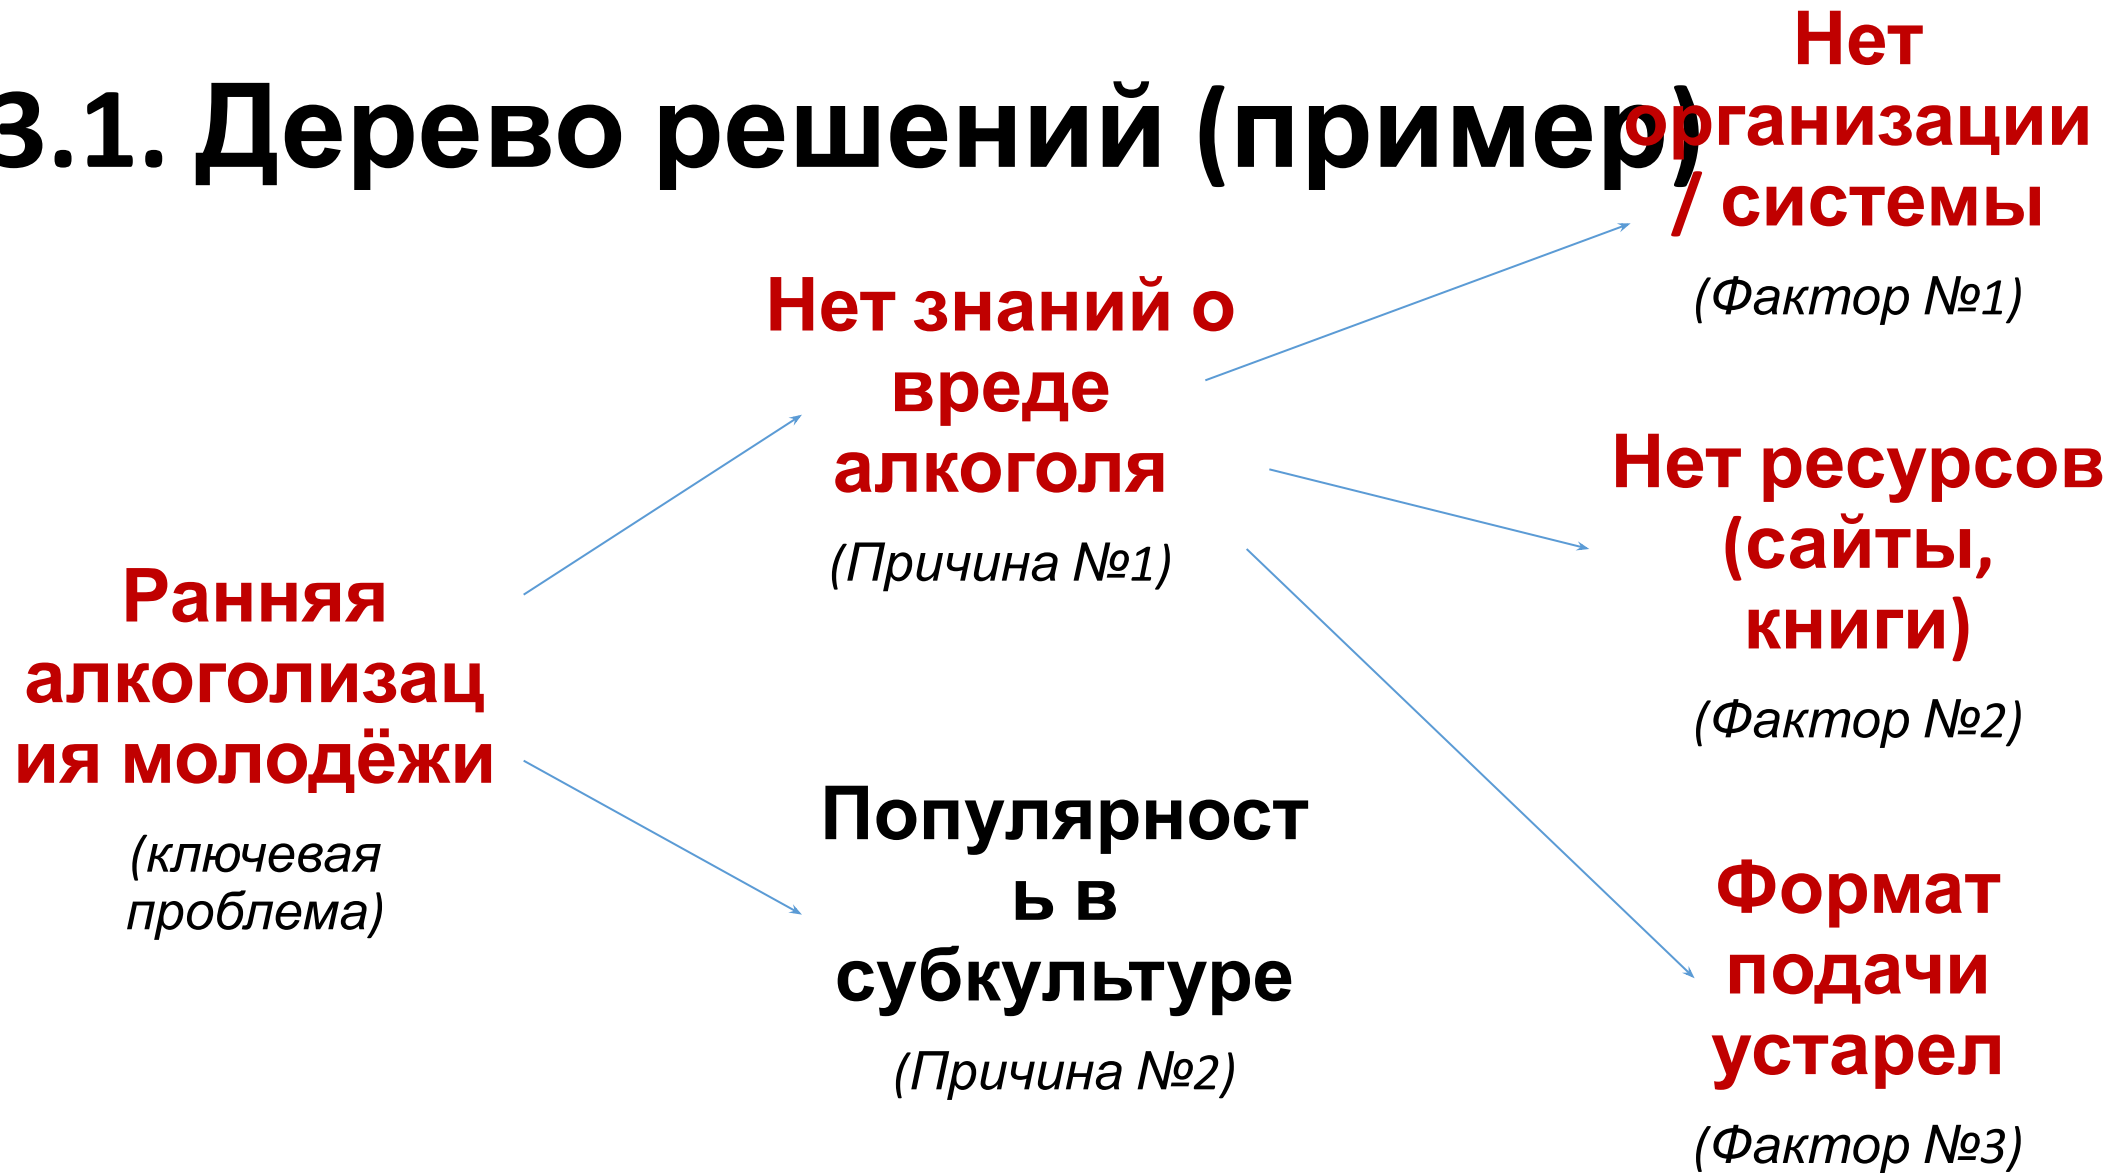 3.1. Дерево решений (пример)
Ранняя
алкоголизац
ия молодёжи
(ключевая
проблема)
Нет знаний о
вреде
алкоголя
(Причина №1)
Популярност
ь в
субкультуре
(Причина №2)
Нет
организации
/ системы
(Фактор №1)
Нет ресурсов
(сайты,
книги)
(Фактор №2)
Формат
подачи
устарел
(Фактор №3)